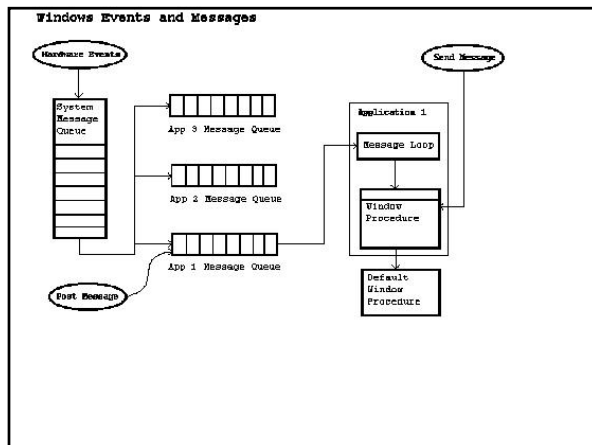 Windows Events and Messages
Hardware Events
Send Message
System
Message
Queue
App 3 Message Queue
Application 1
Message Loop
App 2 Message Queue
Window
Procedure
App 1 Message Queue
Default
Window
Procedure
Post Message